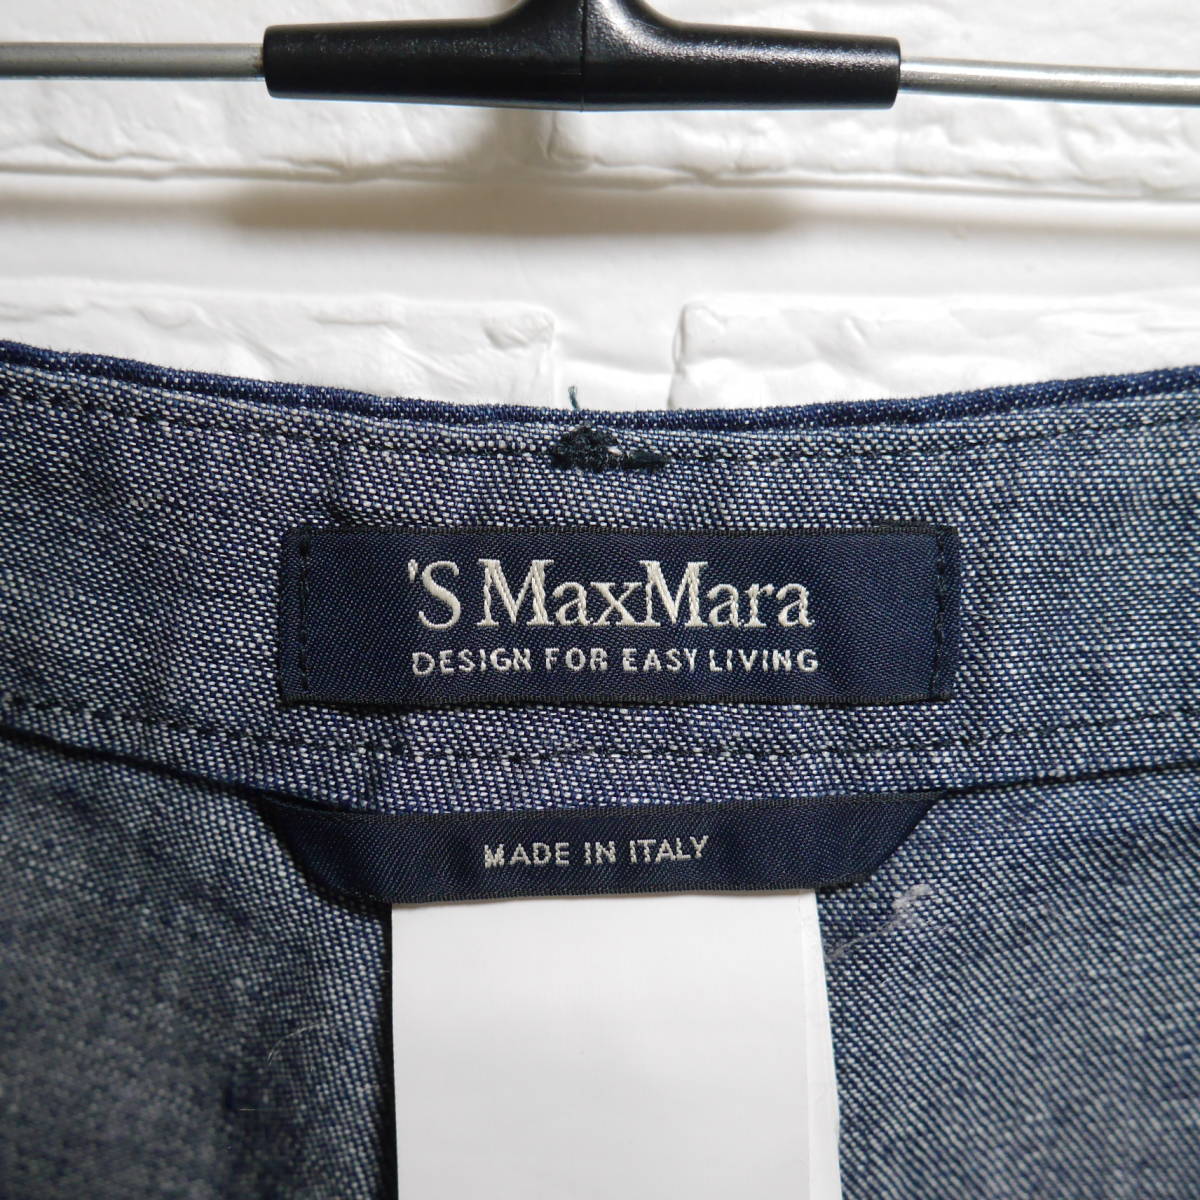 'S MaxMara
DESIGN FOR EASY LIVING
MADE IN ITALY